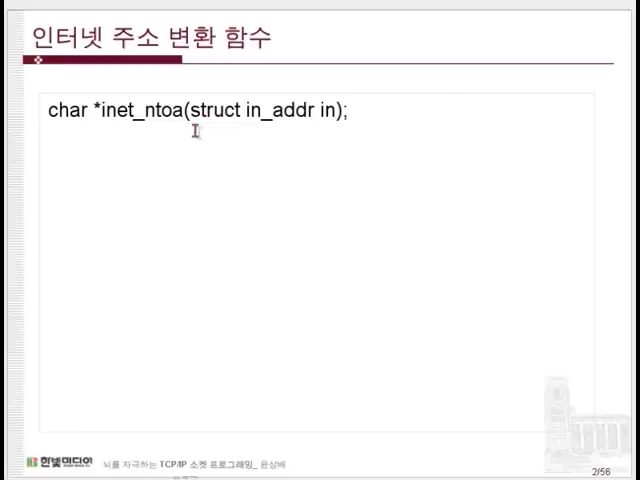 인터넷 주소 변환 함수
char *inet_ntoa(struct in_addr in);
한빛미디어
뇌를 자극하는 TCP/IP 소켓 프로그래밍_ 윤상배
2/56